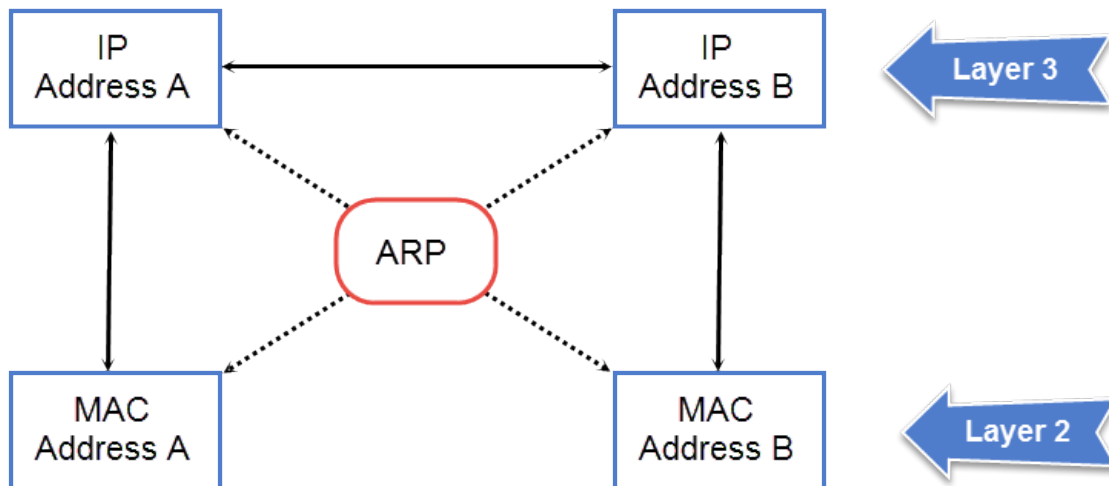 IP
Address A
IP
Address B
Layer 3
ARP
MAC
Address A
MAC
Address B
Layer 2